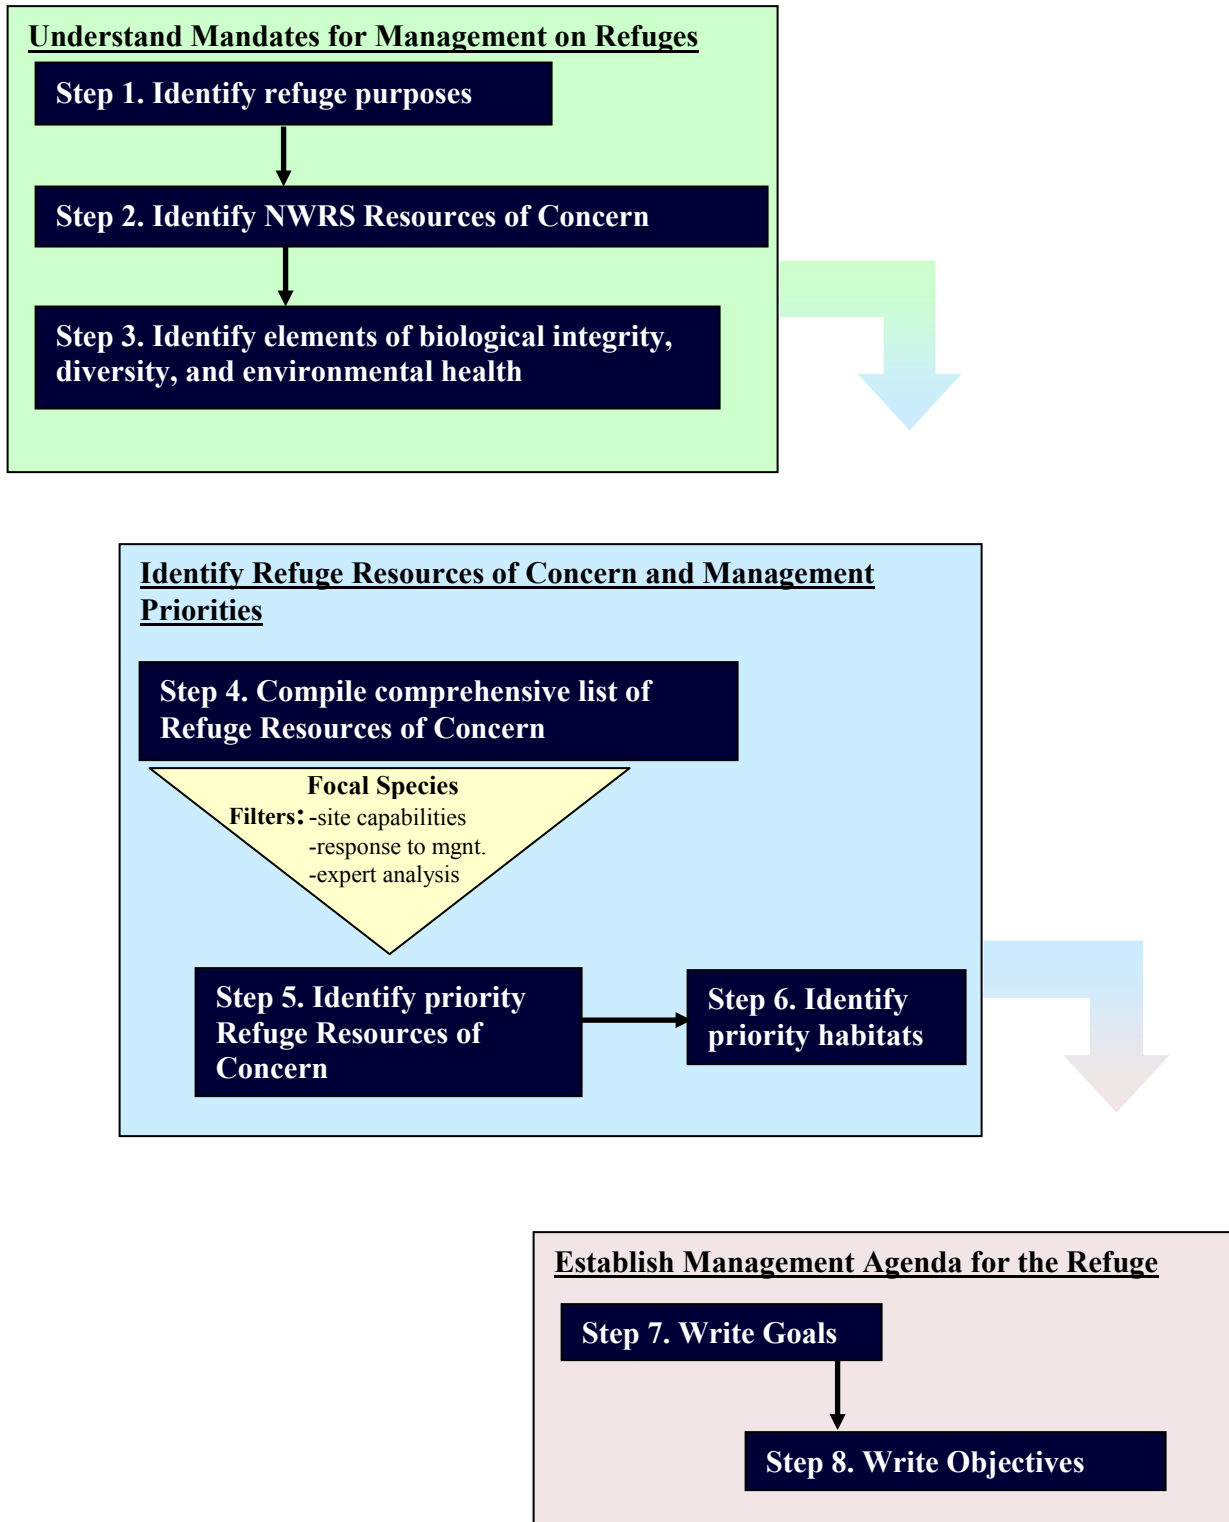 Understand Mandates for Management on Refuges
Step 1. Identify refuge purposes
Step 2. Identify NWRS Resources of Concern
Step 3. Identify elements of biological integrity,
diversity, and environmental health
Identify Refuge Resources of Concern and Management
Priorities
Step 4. Compile comprehensive list of
Refuge Resources of Concern
Focal Species
Filters: -site capabilities
-response to mgnt.
-expert analysis
Step 5. Identify priority
Refuge Resources of
Concern
Step 6. Identify
priority habitats
Establish Management Agenda for the Refuge
Step 7. Write Goals
Step 8. Write Objectives